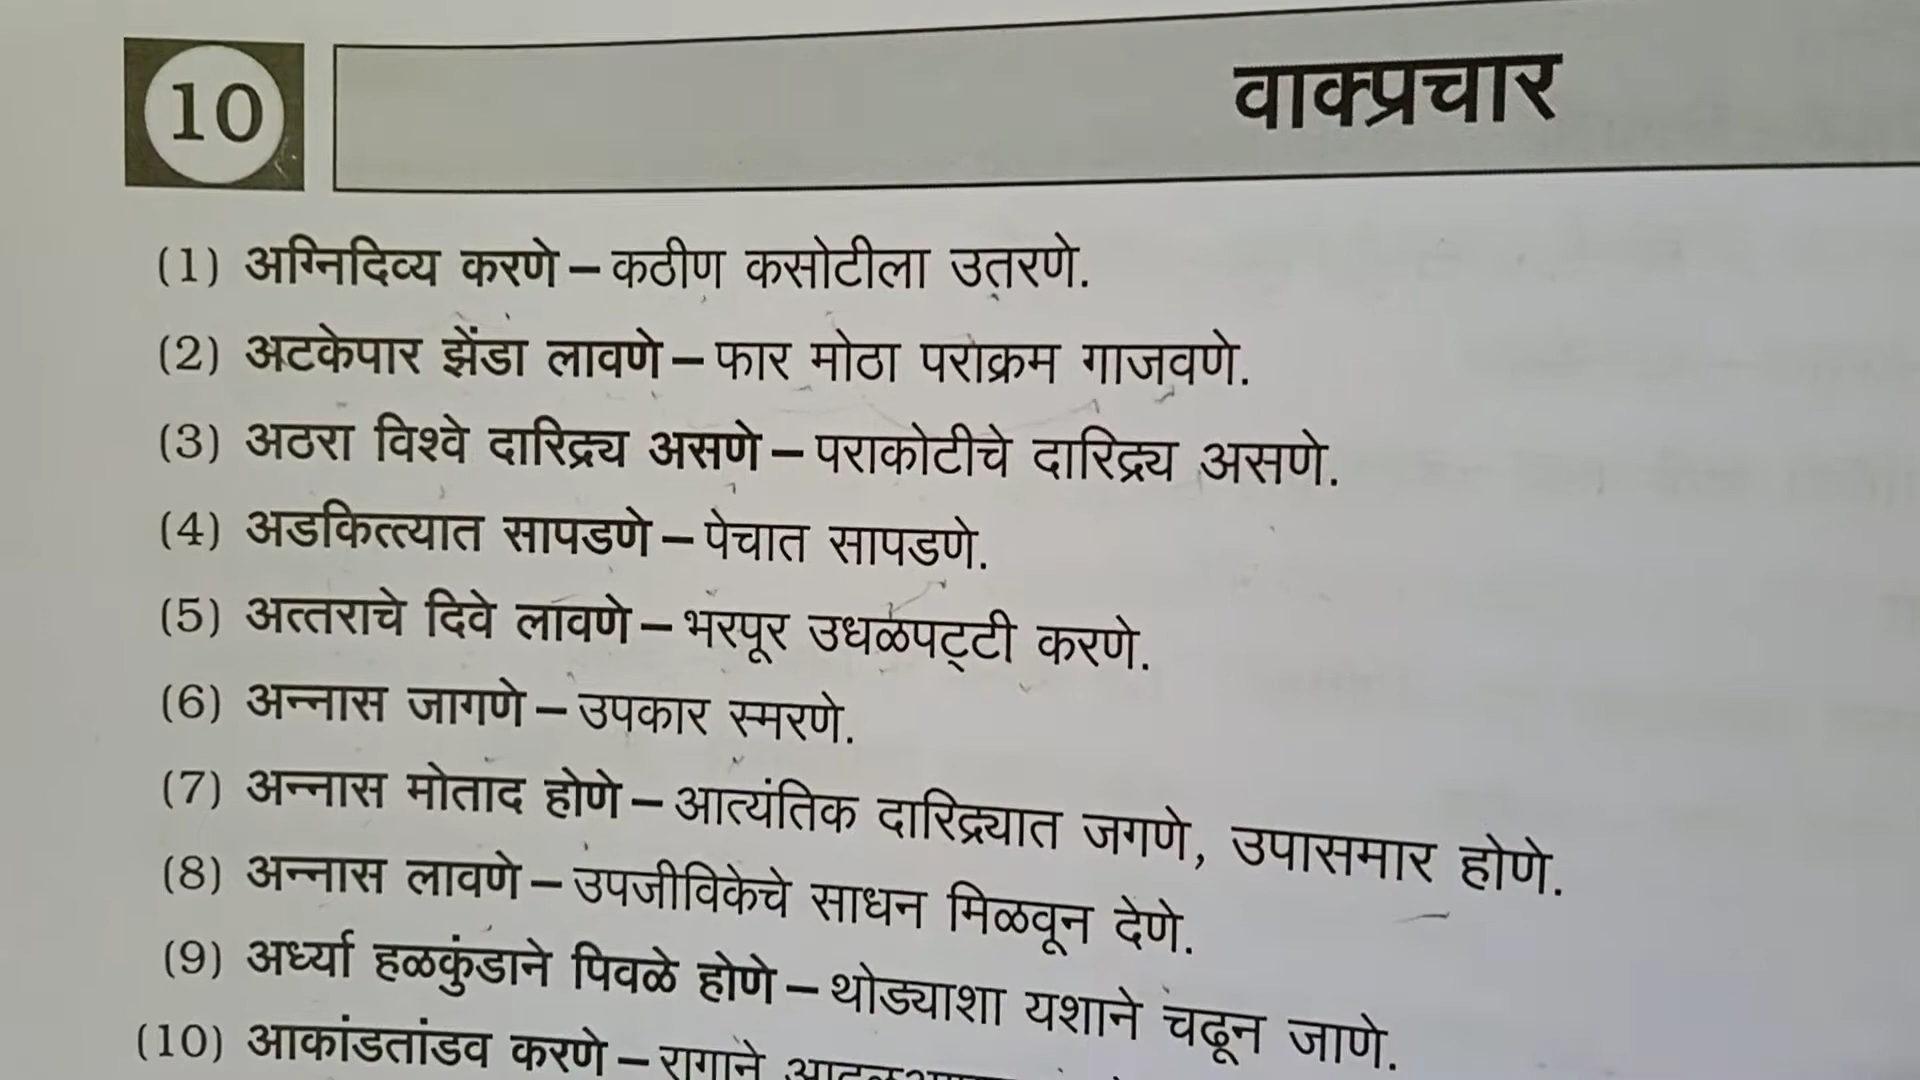 10
वाक्प्रचार
(1) अग्निदिव्य करणे – कठीण कसोटीला उतरणे.
(2) अटकेपार झेंडा लावणे – फार मोठा पराक्रम गाजवणे.
(3) अठरा विश्वे दारिद्र्य असणे – पराकोटीचे दारिद्र्य असणे.
(4) अडकित्त्यात सापडणे – पेचात सापडणे.
(5) अत्तराचे दिवे लावणे – भरपूर उधळपट्टी करणे.
(6) अन्नास जागणे – उपकार स्मरणे.
(7) अन्नास मोताद होणे – आत्यंतिक दारिद्र्यात जगणे, उपासमार होणे.
(8) अन्नास लावणे – उपजीविकेचे साधन मिळवून देणे.
(9) अर्ध्या हळकुंडाने पिवळे होणे – थोड्याशा यशाने चढून जाणे.
(10) आकांडतांडव करणे – रागाने